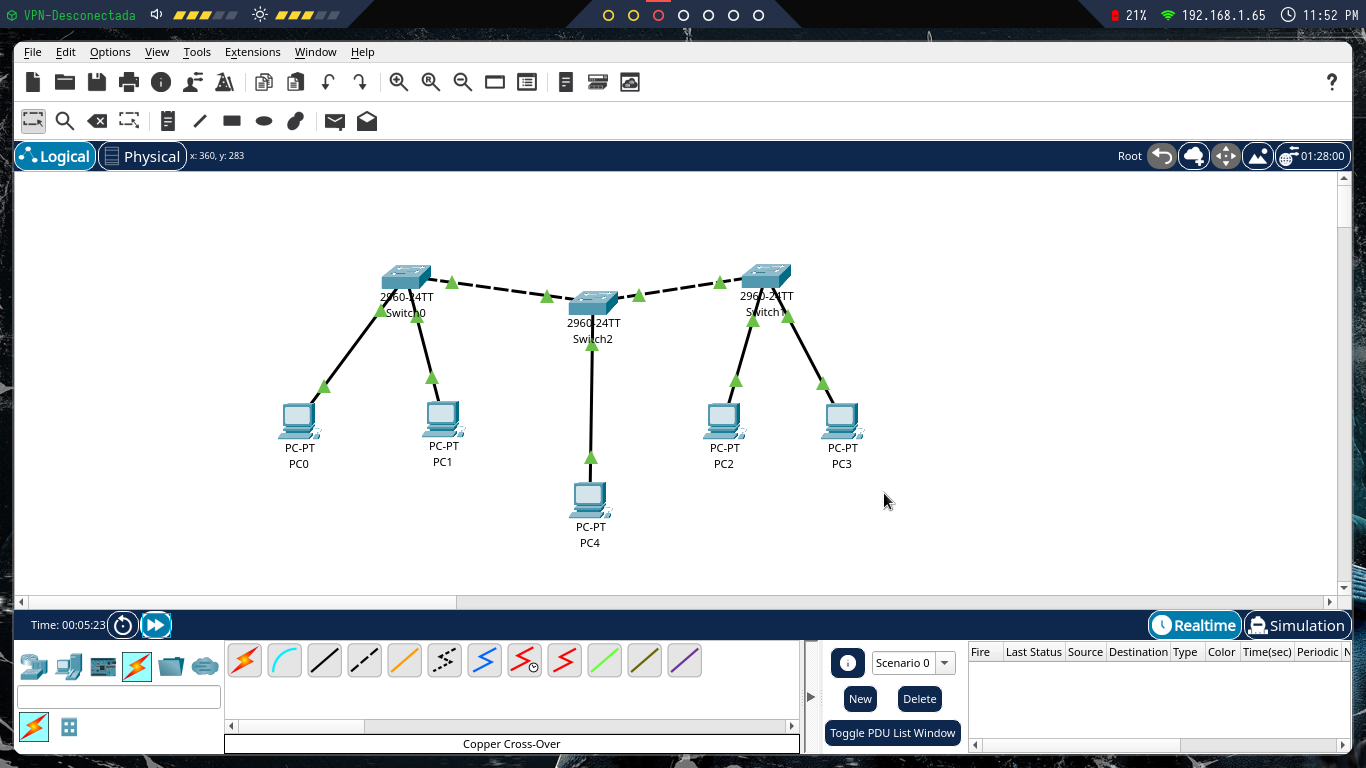 VPN-Desconectada
21%
192.168.1.65
11:52 PM
File Edit Options View Tools Extensions Window Help
Logical
Physical
x: 360, y: 283
Root
01:28:00
2960-24TT
Switch0
2960-24TT
Switch2
2960-24TT
Switch1
PC-PT
PC0
PC-PT
PC1
PC-PT
PC4
PC-PT
PC2
PC-PT
PC3
Time: 00:05:23
Realtime
Simulation
Scenario 0
New
Delete
Toggle PDU List Window
Fire Last Status Source Destination Type Color Time(sec) Periodic N
Copper Cross-Over